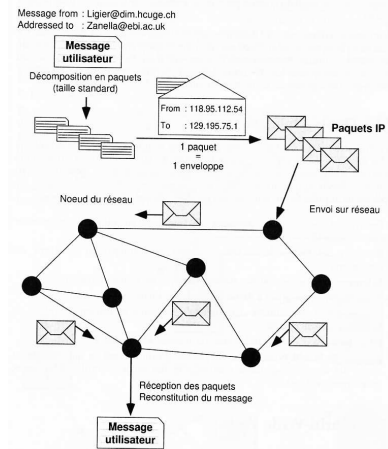 Message from : Ligier@dim.hcuge.ch
Addressed to : Zanella@ebi.ac.uk
Message
utilisateur
Décomposition en paquets
(taille standard)
From : 118.95.112.54
To : 129.195.75.1
1 paquet
=
1 enveloppe
Paquets IP
Noeud du réseau
Envoi sur réseau
Réception des paquets
Reconstitution du message
Message
utilisateur